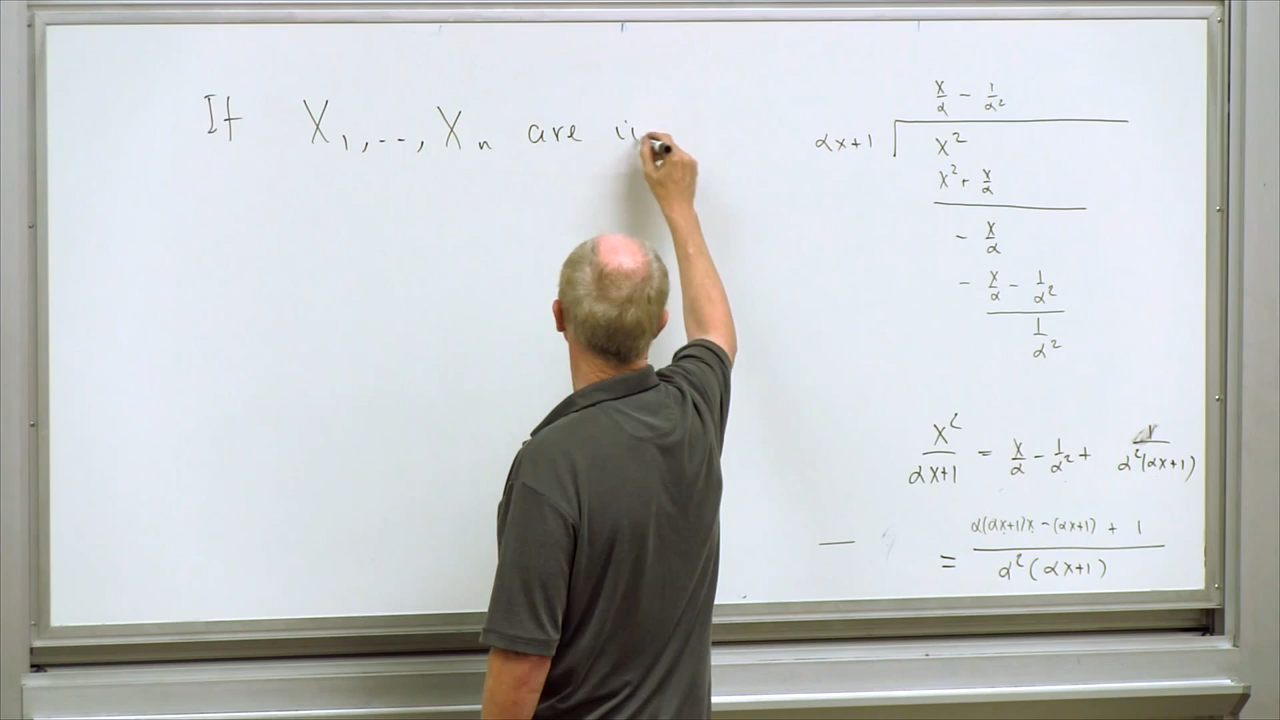 If X₁,..,Xₙ are ii
x/α - 1/α²
αx+1 x²
x² + x/α
- x/α
- x/α - 1/α²
1/α²
x²/(αx+1) = x/α - 1/α² + 1/(α²(αx+1))
= (α(αx+1)x - (αx+1) + 1)/(α²(αx+1))